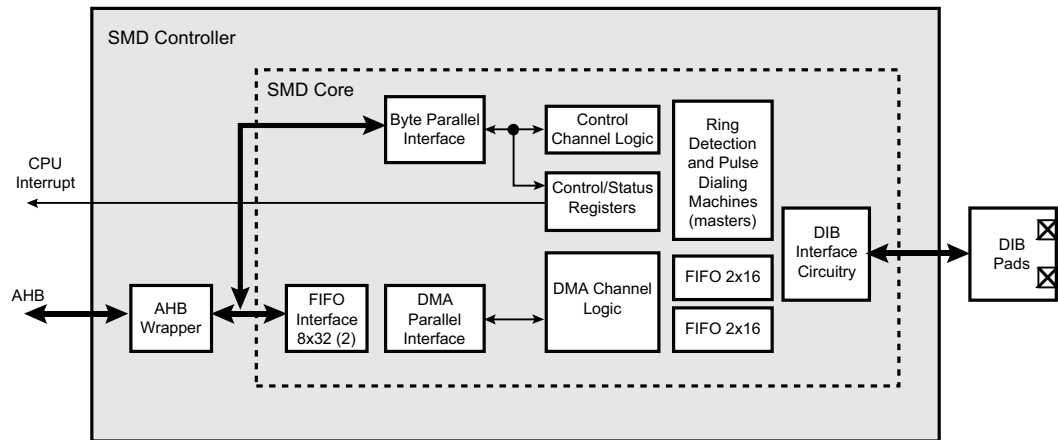 SMD Controller
SMD Core
Byte Parallel
Interface
Control
Channel Logic
Ring
Detection
and Pulse
Dialing
Machines
(masters)
CPU
Interrupt
Control/Status
Registers
DIB
Interface
Circuitry
DIB
Pads
AHB
AHB
Wrapper
FIFO
Interface
8x32 (2)
DMA
Parallel
Interface
DMA Channel
Logic
FIFO 2x16
FIFO 2x16